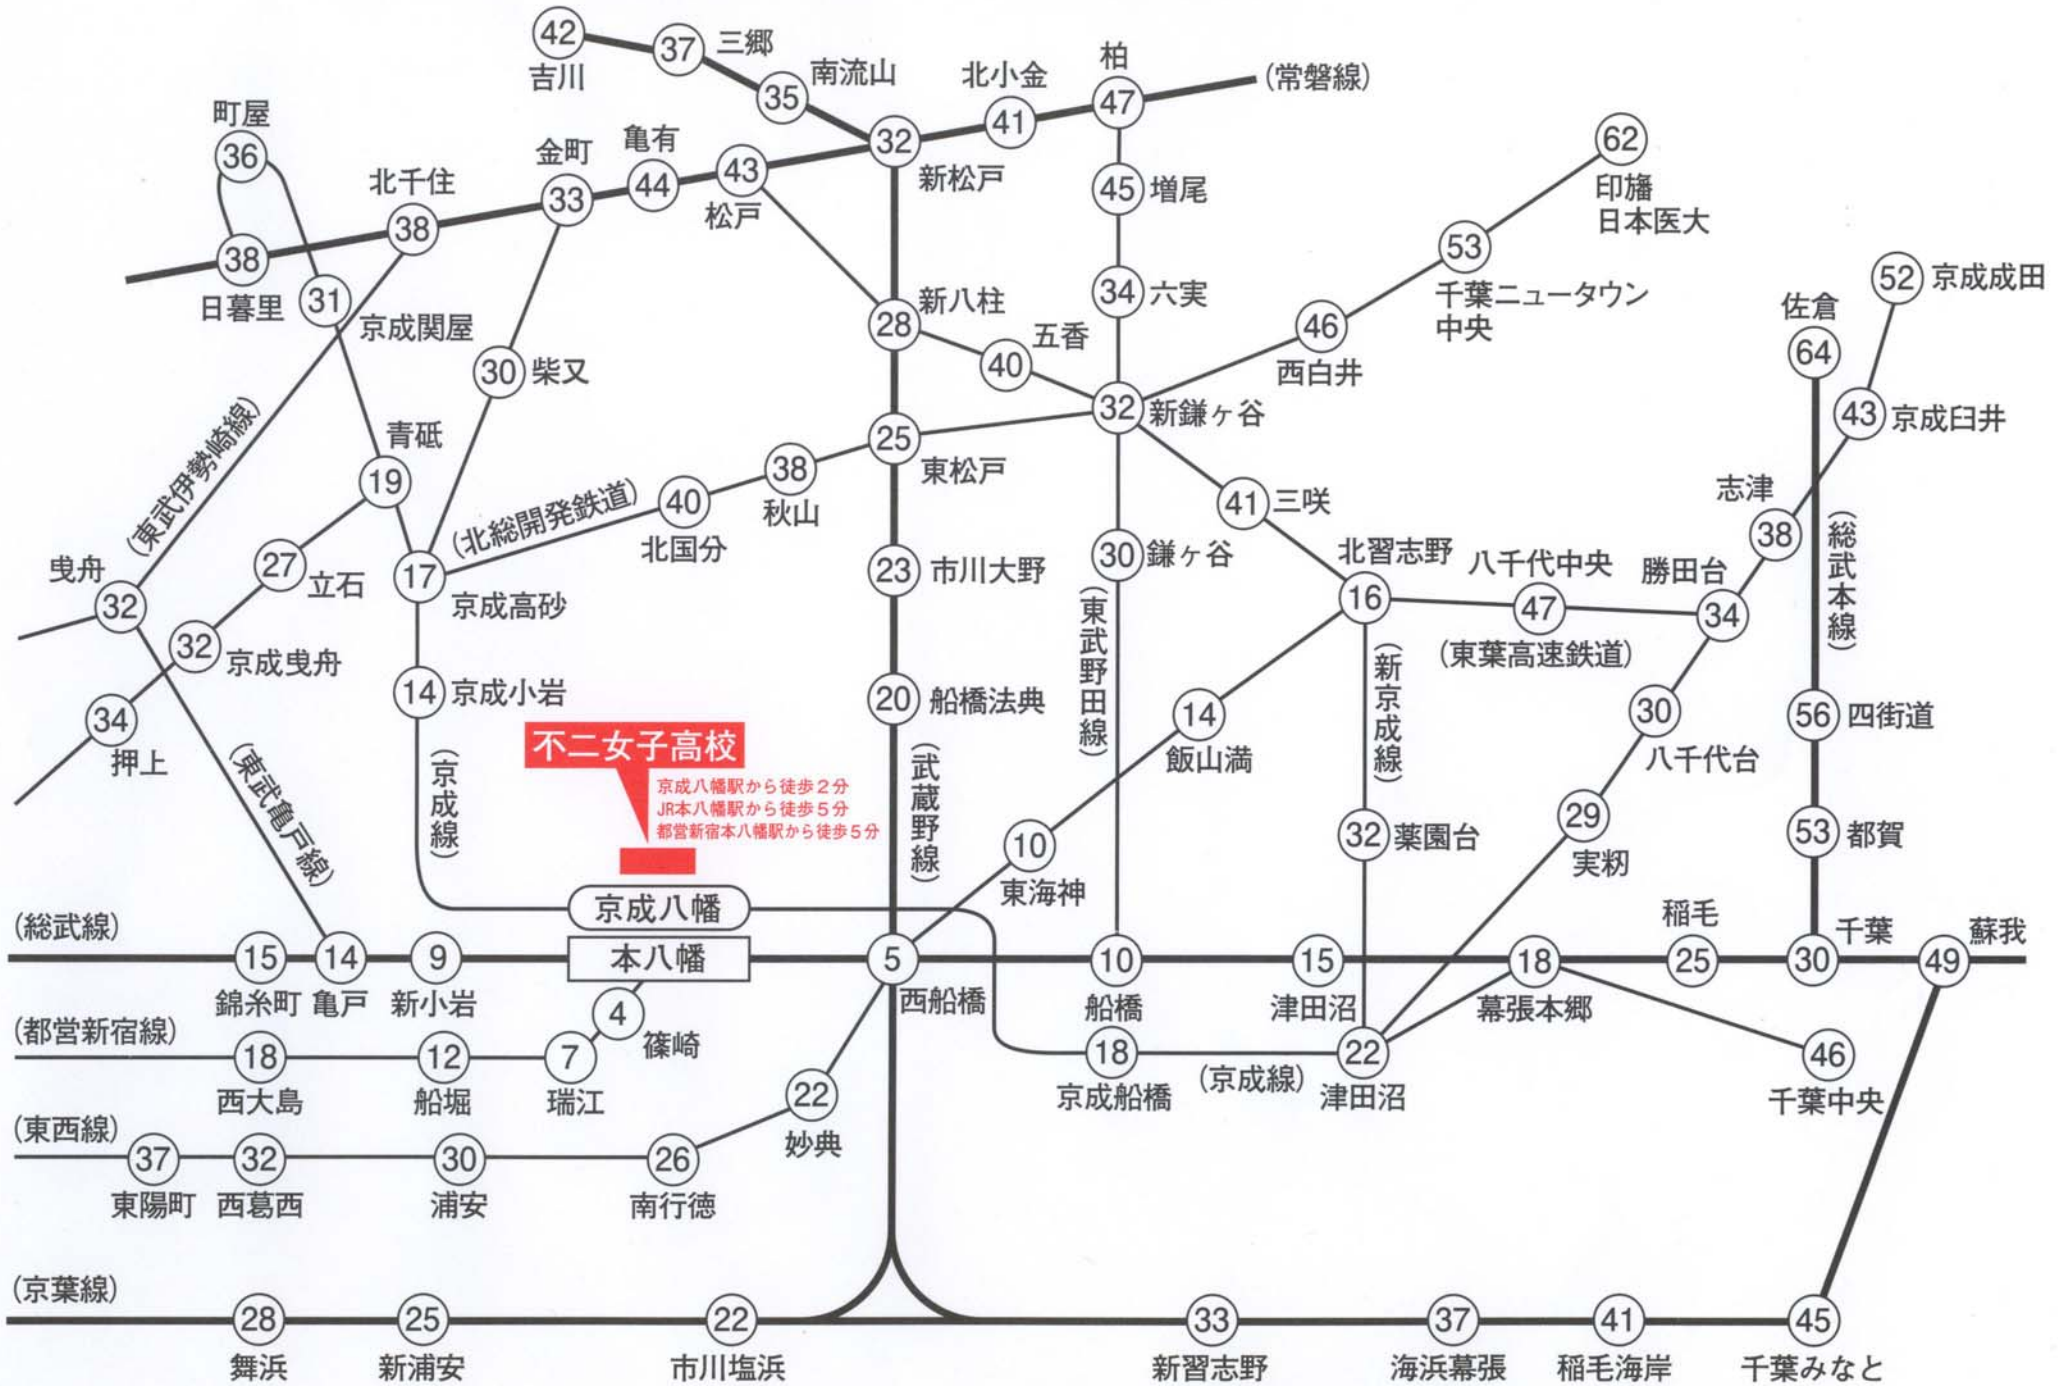 42
吉川
37
三郷
35
南流山
32
新松戸
41
北小金
47
柏
(常磐線)
町屋
36
38
日暮里
北千住
38
金町
33
亀有
44
43
松戸
31
京成関屋
30
柴又
28
新八柱
40
五香
45
増尾
34
六実
32
新鎌ヶ谷
46
西白井
53
千葉ニュータウン
中央
62
印旛
日本医大
52
京成成田
43
京成臼井
佐倉
64
志津
38
(総武本線)
(東武伊勢崎線)
青砥
19
27
立石
曳舟
32
32
京成曳舟
34
押上
17
京成高砂
(北総開発鉄道)
40
北国分
38
秋山
25
東松戸
23
市川大野
20
船橋法典
(武蔵野線)
30
鎌ヶ谷
(東武野田線)
41
三咲
北習志野
16
八千代中央
47
(東葉高速鉄道)
勝田台
34
30
八千代台
29
実籾
56
四街道
53
都賀
14
京成小岩
(京成線)
(東武亀戸線)
不二女子高校
京成八幡駅から徒歩2分
JR本八幡駅から徒歩5分
都営新宿本八幡駅から徒歩5分
14
飯山満
10
東海神
(新京成線)
32
薬園台
京成八幡
(総武線)
15
錦糸町
14
亀戸
9
新小岩
本八幡
5
西船橋
10
船橋
15
津田沼
18
幕張本郷
稲毛
25
30
千葉
49
蘇我
(都営新宿線)
18
西大島
12
船堀
7
瑞江
4
篠崎
18
京成船橋
(京成線)
22
津田沼
46
千葉中央
(東西線)
37
東陽町
32
西葛西
30
浦安
26
南行徳
22
妙典
(京葉線)
28
舞浜
25
新浦安
22
市川塩浜
33
新習志野
37
海浜幕張
41
稲毛海岸
45
千葉みなと